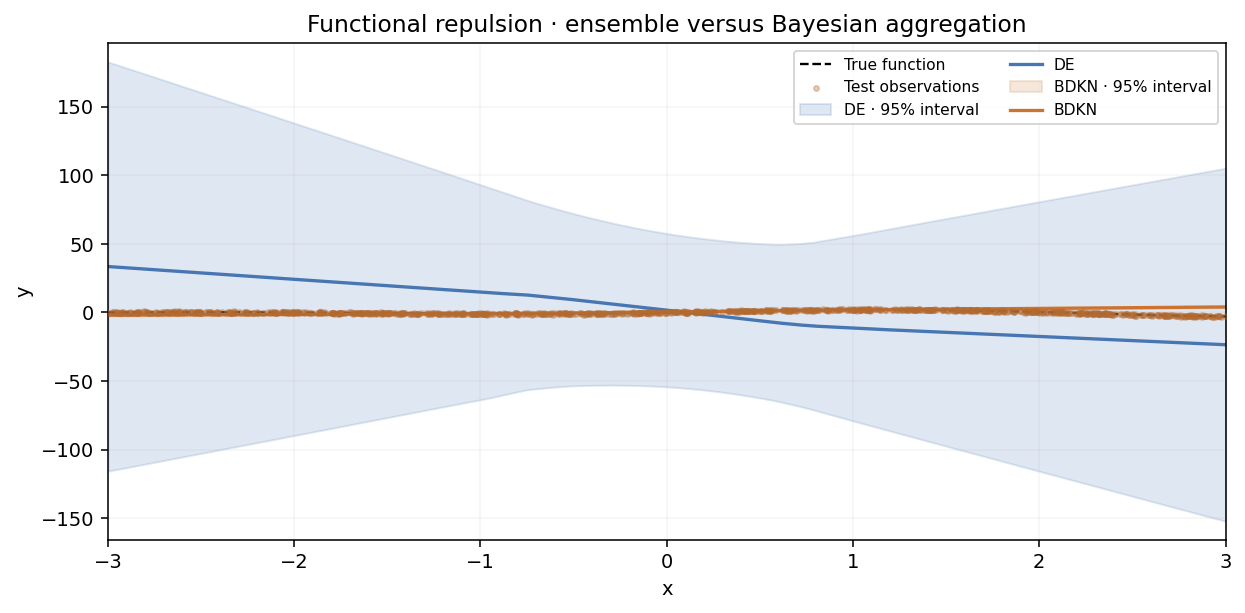 Functional repulsion · ensemble versus Bayesian aggregation
True function
Test observations
DE · 95% interval
DE
BDKN · 95% interval
BDKN
y
150
100
50
0
−50
−100
−150
−3
−2
−1
0
1
2
3
x